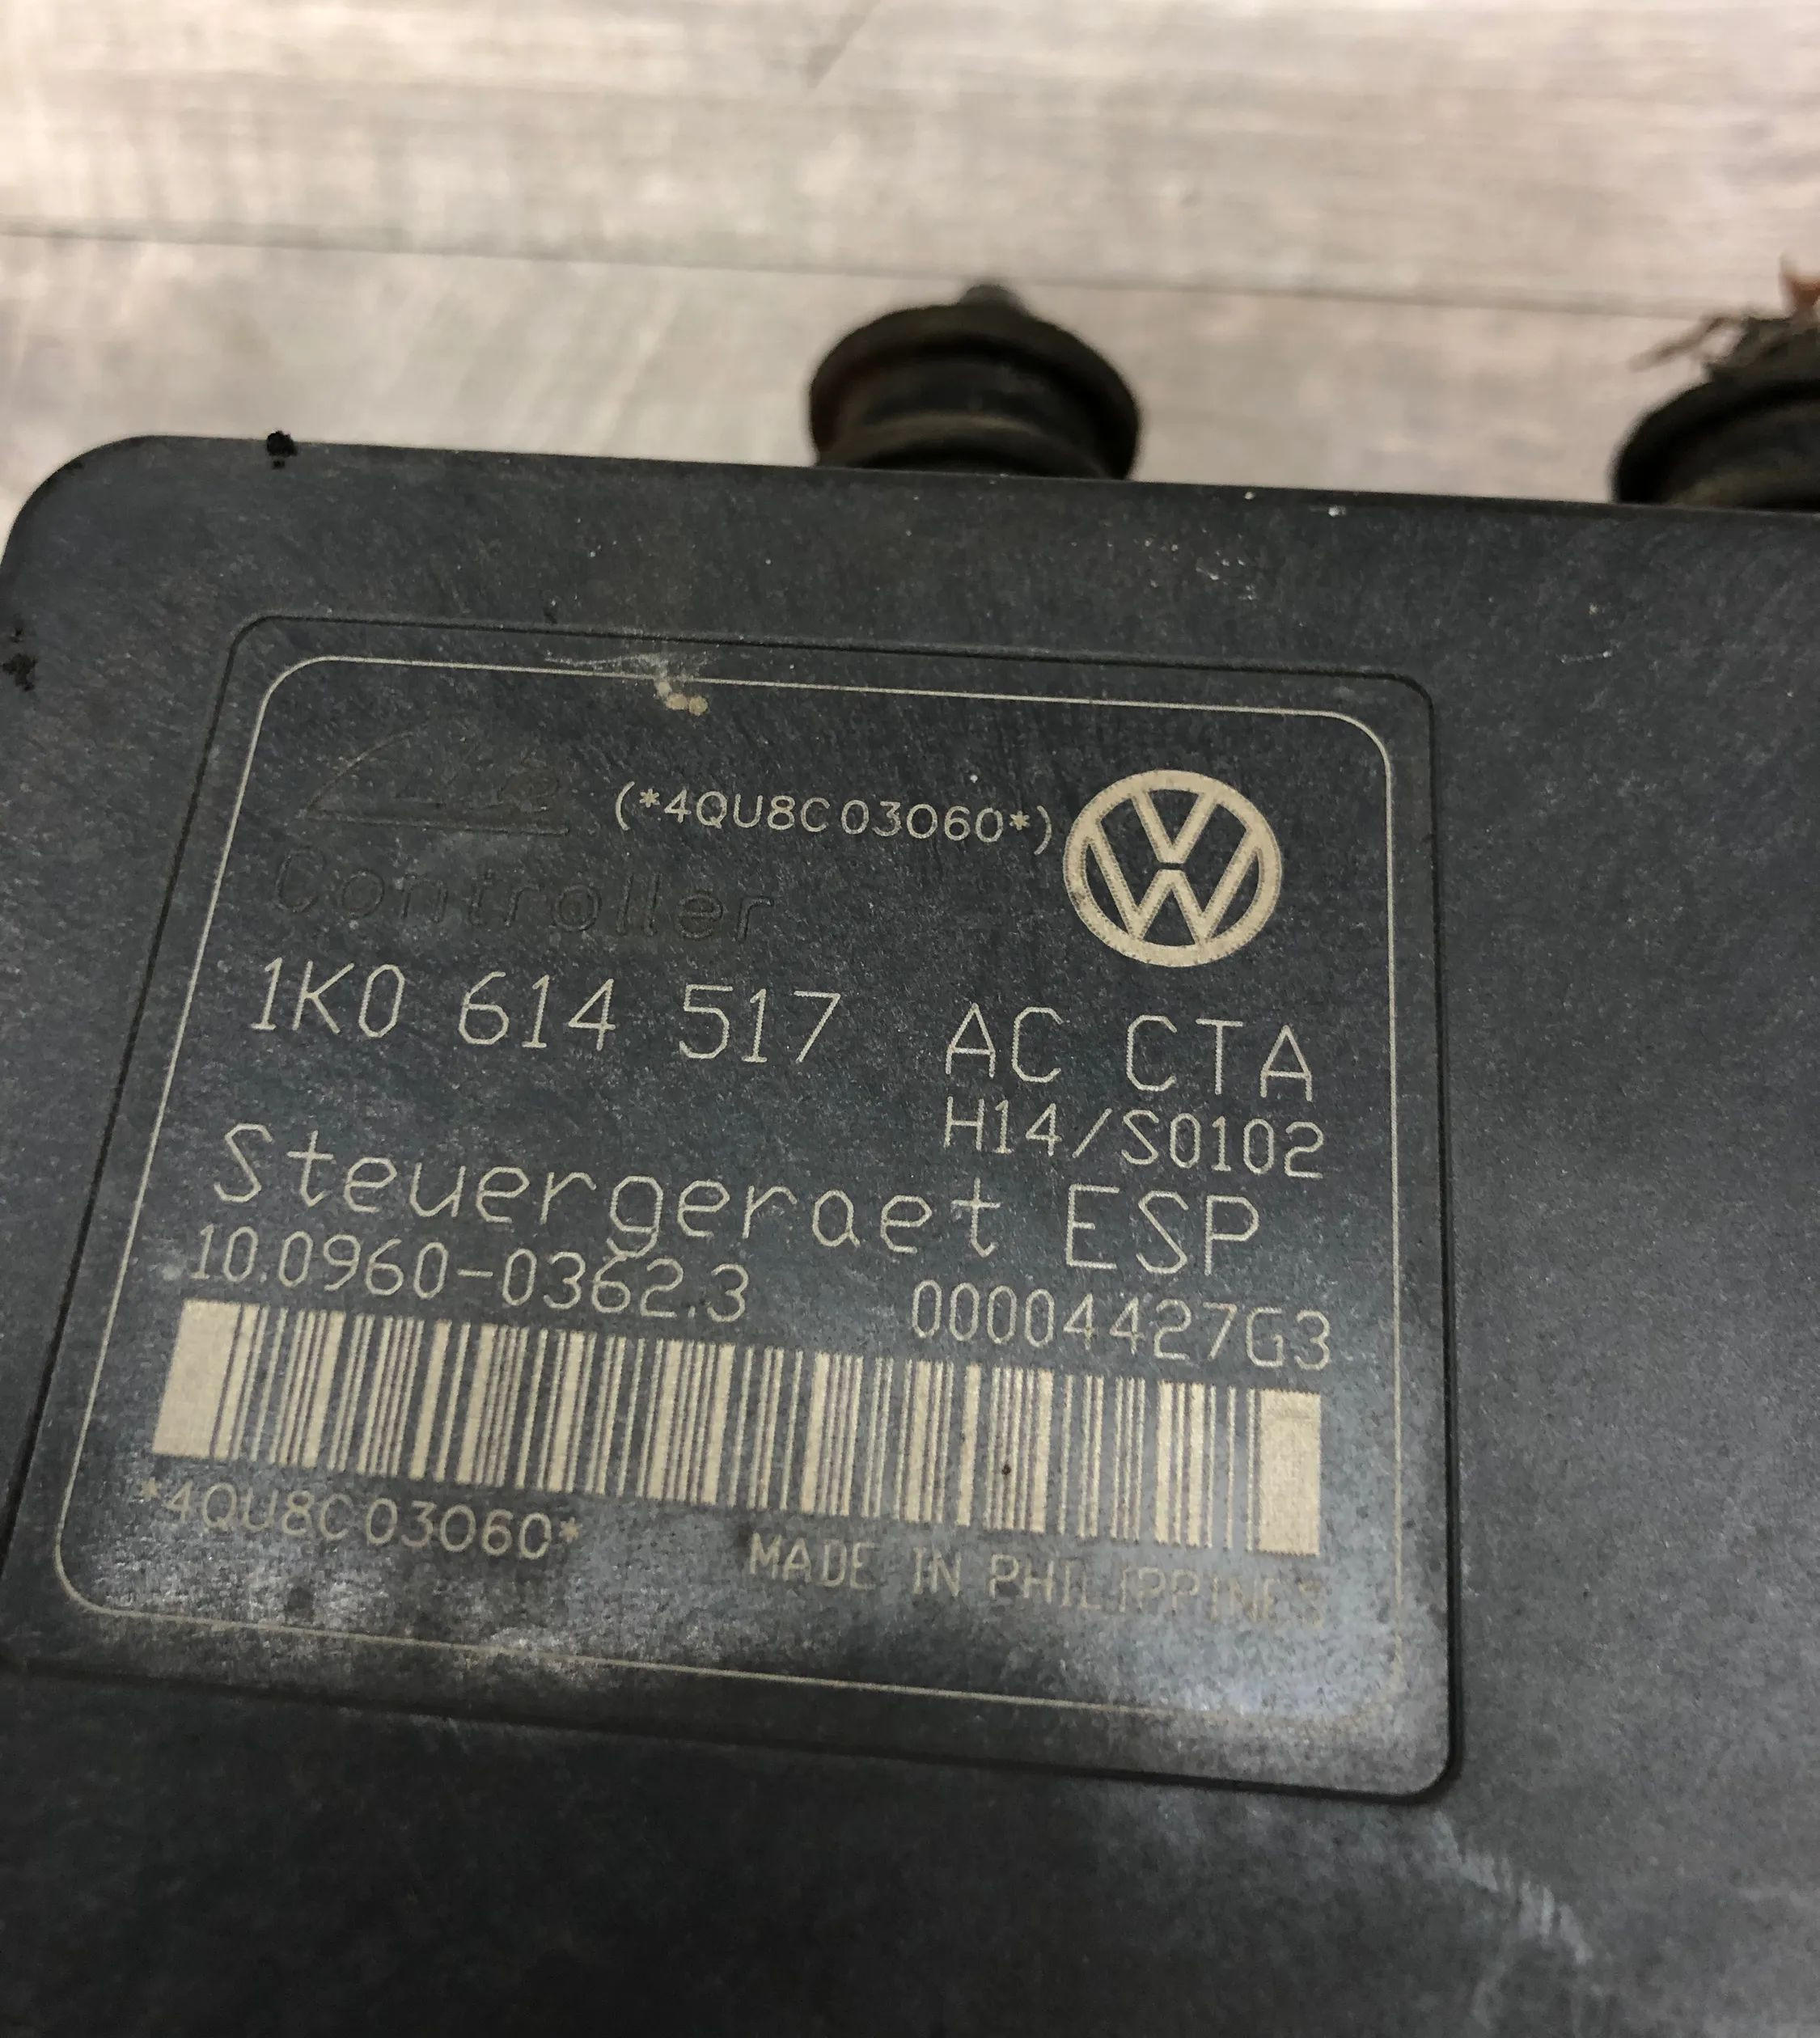 Ate (*4QU8C03060*)
Controller
1K0 614 517 AC CTA
H14/S0102
Steuergeraet ESP
10.0960-0362.3 00004427G3
*4QU8C03060* MADE IN PHILIPPINES